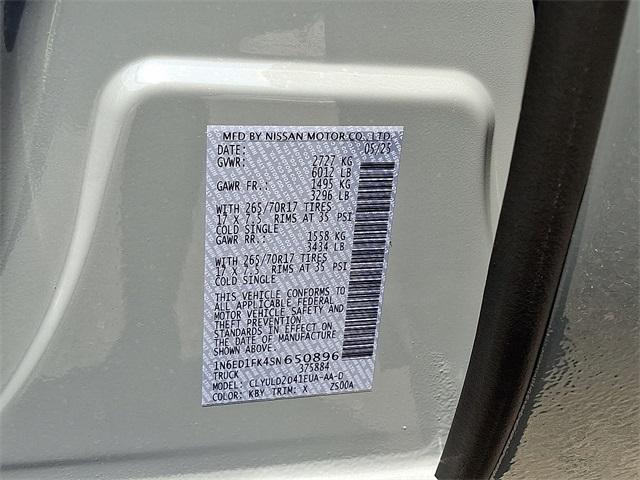 MFD BY NISSAN MOTOR CO., LTD.
DATE: 05/25
GVWR: 2727 KG
6012 LB
GAWR FR.: 1495 KG
3296 LB
WITH 265/70R17 TIRES
17 X 7.5 RIMS AT 35 PSI
COLD SINGLE
GAWR RR.: 1558 KG
3434 LB
WITH 265/70R17 TIRES
17 X 7.5 RIMS AT 35 PSI
COLD SINGLE
THIS VEHICLE CONFORMS TO
ALL APPLICABLE FEDERAL
MOTOR VEHICLE SAFETY AND
THEFT PREVENTION
STANDARDS IN EFFECT ON
THE DATE OF MANUFACTURE
SHOWN ABOVE.
1N6ED1FK4SN650896
TRUCK 375884
MODEL: CLYULD2D41EUA-AA-D
COLOR: KBY TRIM: X ZS00A